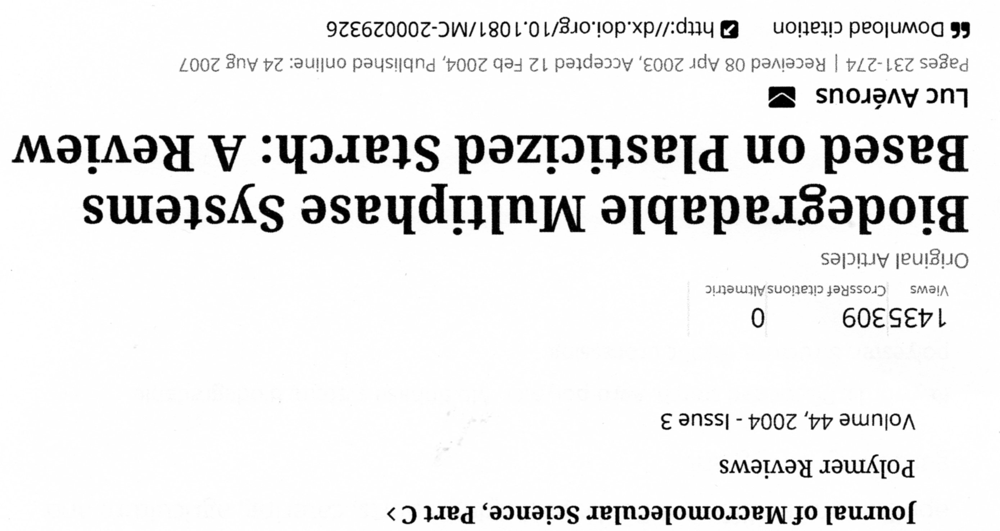 Journal of Macromolecular Science, Part C >
Polymer Reviews
Volume 44, 2004 - Issue 3
1435 309 0
Views CrossRef citations Altmetric
Original Articles
Biodegradable Multiphase Systems
Based on Plasticized Starch: A Review
Luc Avérous
Pages 231-274 | Received 08 Apr 2003, Accepted 12 Feb 2004, Published online: 24 Aug 2007
❝ Download citation http://dx.doi.org/10.1081/MC-200029326